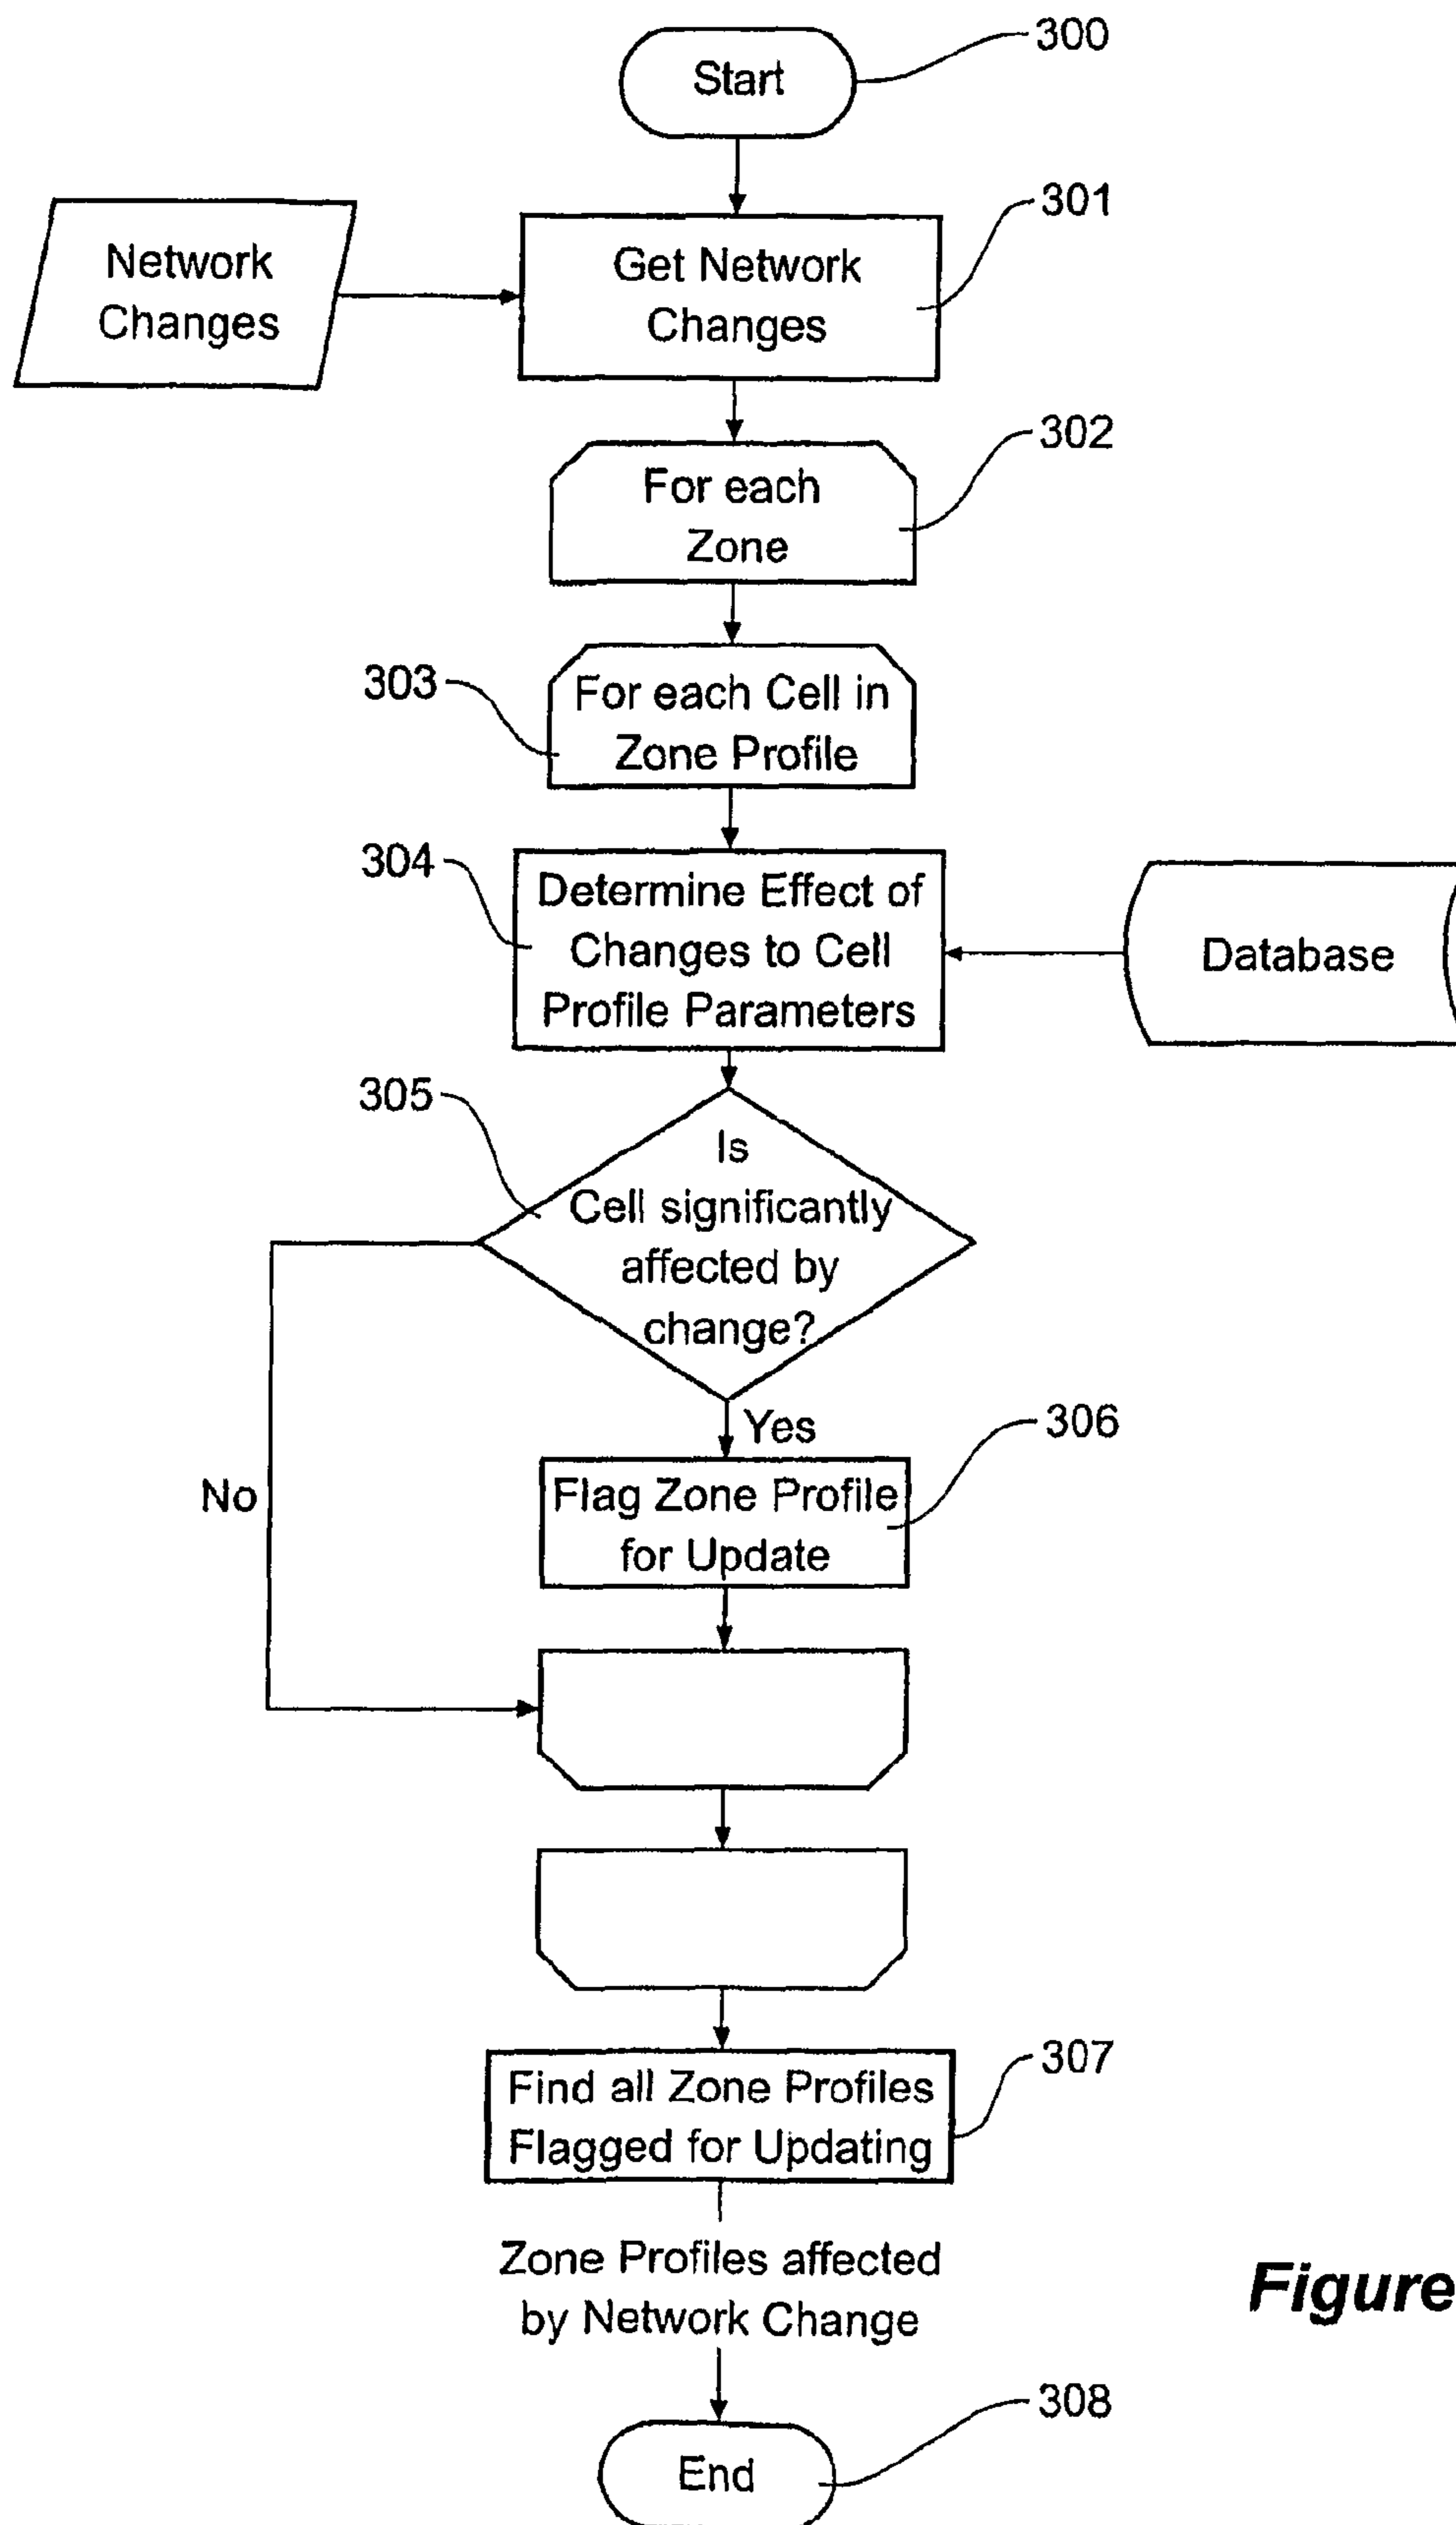 Start
300
Network
Changes
Get Network
Changes
301
For each
Zone
302
303
For each Cell in
Zone Profile
304
Determine Effect of
Changes to Cell
Profile Parameters
Database
305
Is
Cell significantly
affected by
change?
Yes
No
306
Flag Zone Profile
for Update
307
Find all Zone Profiles
Flagged for Updating
Zone Profiles affected
by Network Change
Figure
308
End